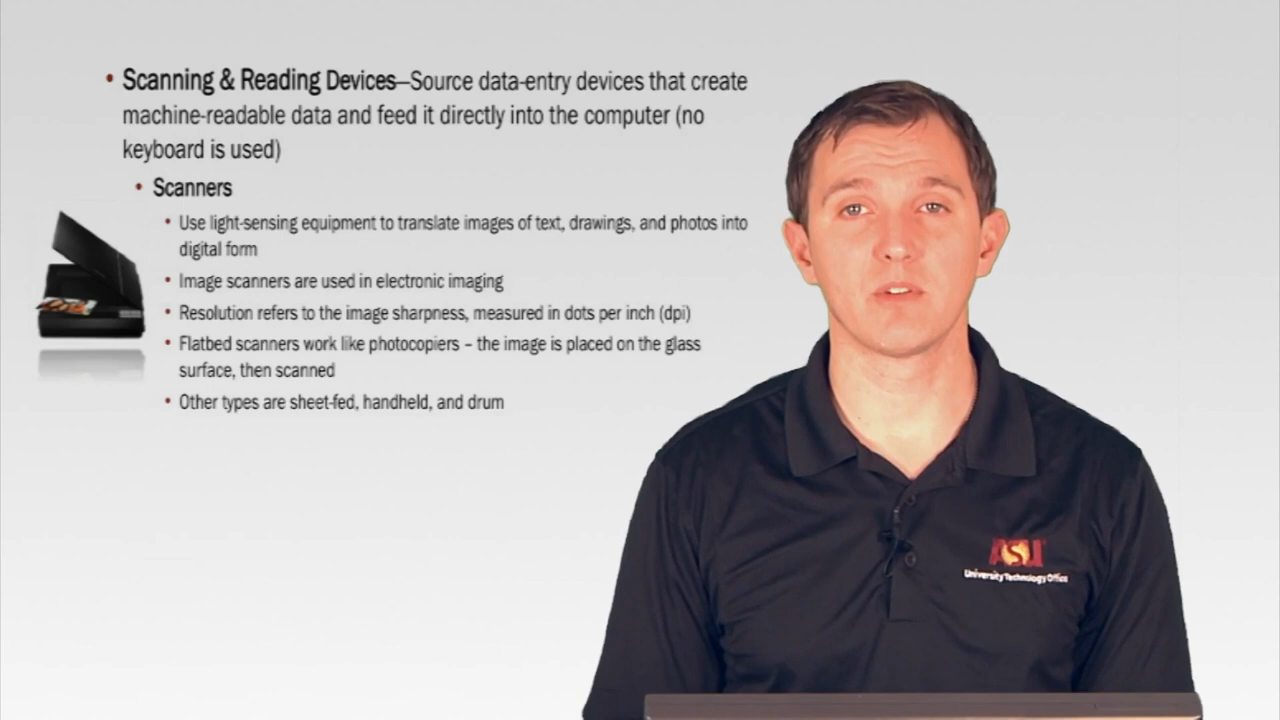 • Scanning & Reading Devices—Source data-entry devices that create
machine-readable data and feed it directly into the computer (no
keyboard is used)
• Scanners
• Use light-sensing equipment to translate images of text, drawings, and photos into
digital form
• Image scanners are used in electronic imaging
• Resolution refers to the image sharpness, measured in dots per inch (dpi)
• Flatbed scanners work like photocopiers – the image is placed on the glass
surface, then scanned
• Other types are sheet-fed, handheld, and drum
ASU
University Technology Office